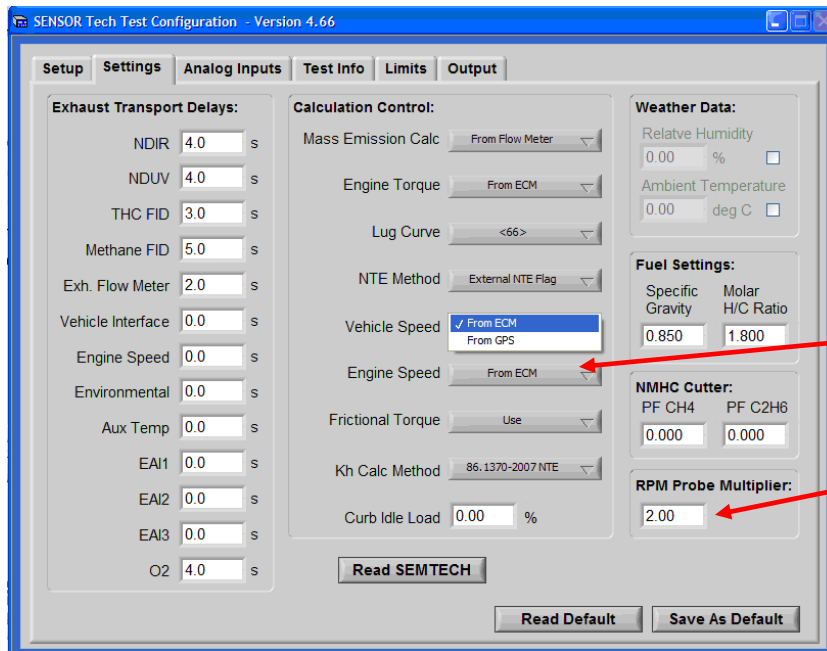 SENSOR Tech Test Configuration - Version 4.66
Setup Settings Analog Inputs Test Info Limits Output
Exhaust Transport Delays:
NDIR 4.0 s
NDUV 4.0 s
THC FID 3.0 s
Methane FID 5.0 s
Exh. Flow Meter 2.0 s
Vehicle Interface 0.0 s
Engine Speed 0.0 s
Environmental 0.0 s
Aux Temp 0.0 s
EAI1 0.0 s
EAI2 0.0 s
EAI3 0.0 s
O2 4.0 s
Calculation Control:
Mass Emission Calc From Flow Meter
Engine Torque From ECM
Lug Curve <66>
NTE Method External NTE Flag
Vehicle Speed ✓ From ECM
From GPS
Engine Speed From ECM
Frictional Torque Use
Kh Calc Method 86.1370-2007 NTE
Curb Idle Load 0.00 %
Read SEMTECH
Weather Data:
Relatve Humidity
0.00 %
Ambient Temperature
0.00 deg C
Fuel Settings:
Specific Molar
Gravity H/C Ratio
0.850 1.800
NMHC Cutter:
PF CH4 PF C2H6
0.000 0.000
RPM Probe Multiplier:
2.00
Read Default Save As Default